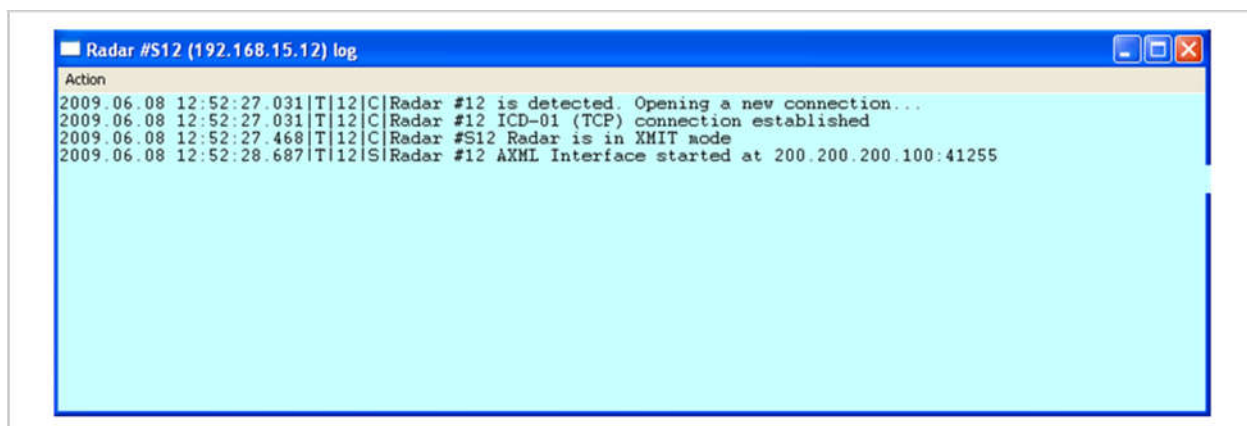 Radar #S12 (192.168.15.12) log
Action
2009.06.08 12:52:27.031|T|12|C|Radar #12 is detected. Opening a new connection...
2009.06.08 12:52:27.031|T|12|C|Radar #12 ICD-01 (TCP) connection established
2009.06.08 12:52:27.468|T|12|C|Radar #S12 Radar is in XMIT mode
2009.06.08 12:52:28.687|T|12|S|Radar #12 AXML Interface started at 200.200.200.100:41255